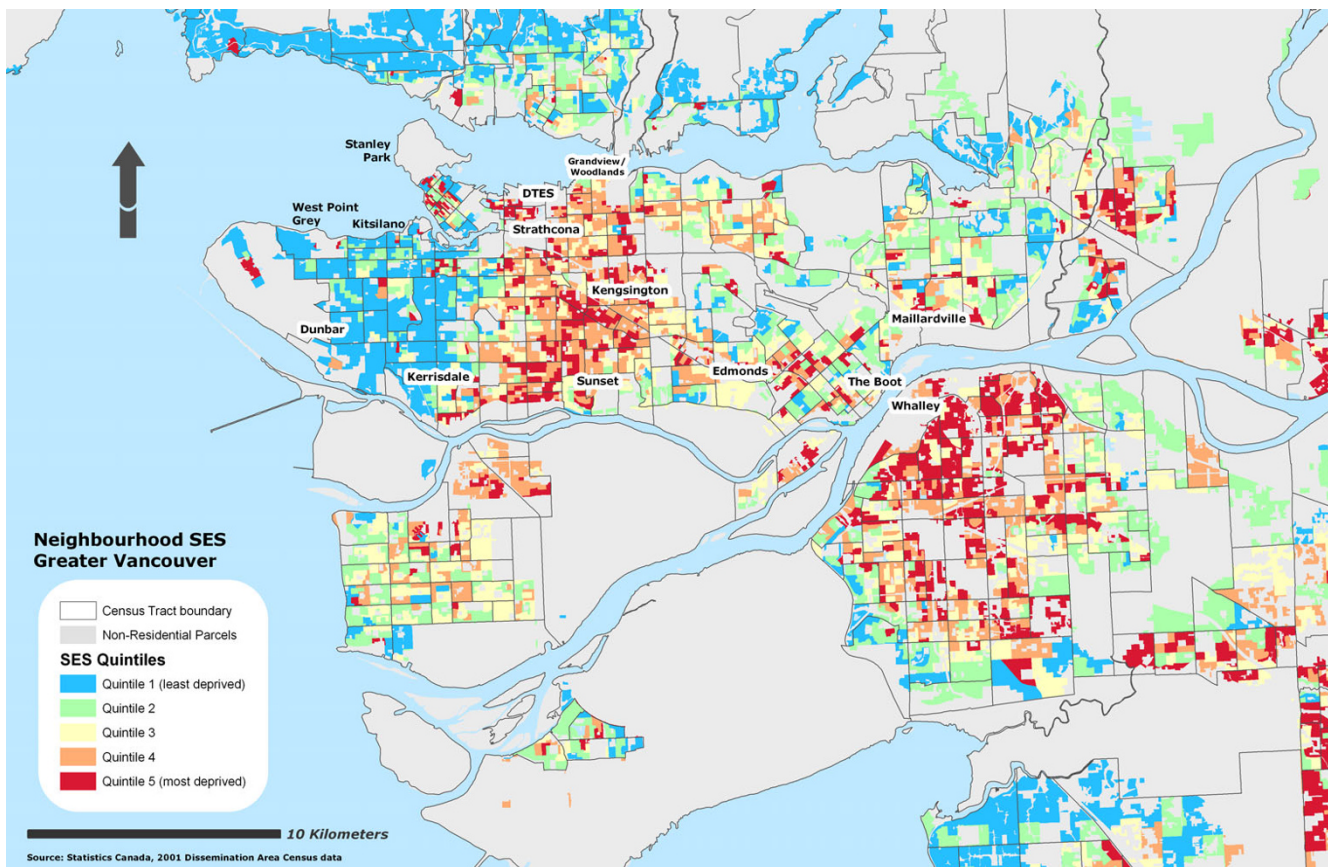 Stanley
Park
Grandview/
Woodlands
DTES
West Point
Grey
Kitsilano
Strathcona
Kengsington
Dunbar
Maillardville
Kerrisdale
Sunset
Edmonds
The Boot
Whalley
Neighbourhood SES
Greater Vancouver
Census Tract boundary
Non-Residential Parcels
SES Quintiles
Quintile 1 (least deprived)
Quintile 2
Quintile 3
Quintile 4
Quintile 5 (most deprived)
10 Kilometers
Source: Statistics Canada, 2001 Dissemination Area Census data